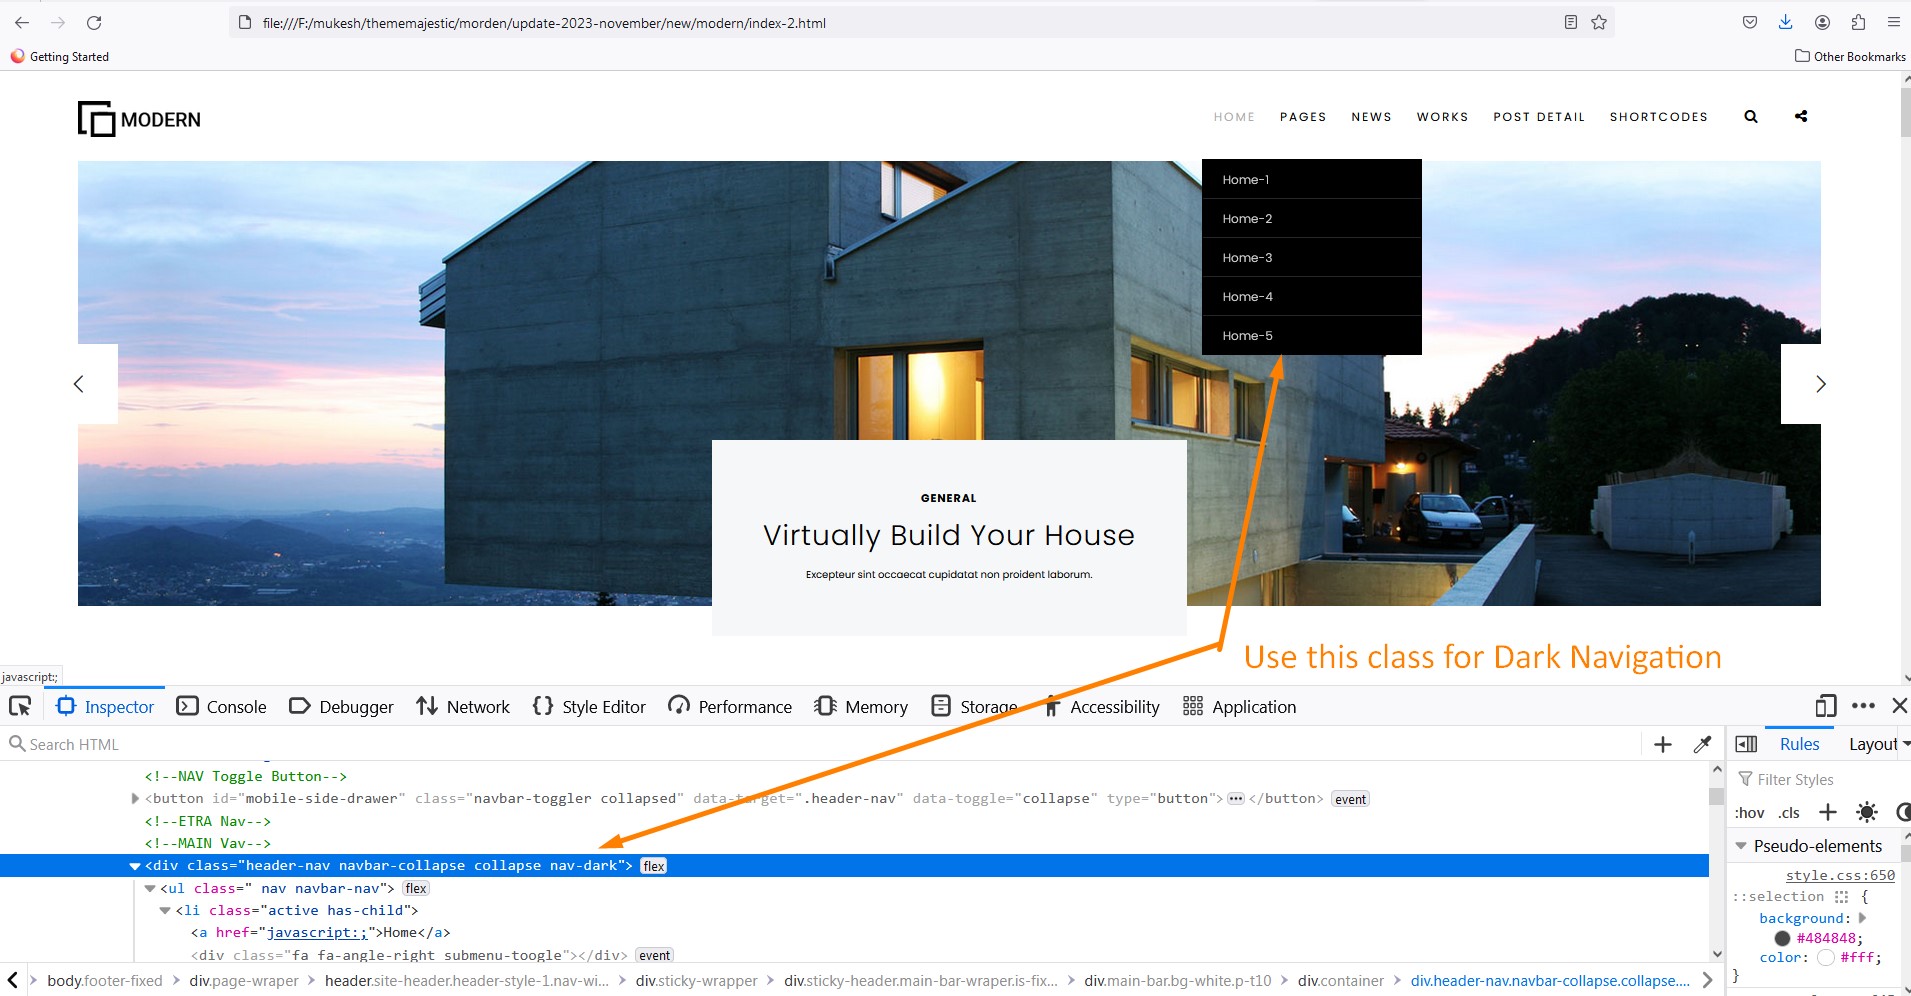 file:///F:/mukesh/thememajestic/morden/update-2023-november/new/modern/index-2.html
Getting Started
Other Bookmarks
MODERN
HOME PAGES NEWS WORKS POST DETAIL SHORTCODES
Home-1
Home-2
Home-3
Home-4
Home-5
GENERAL
Virtually Build Your House
Excepteur sint occaecat cupidatat non proident laborum.
Use this class for Dark Navigation
javascript:;
Inspector Console Debugger Network Style Editor Performance Memory Storage Accessibility Application
Search HTML
Rules Layout
<!--NAV Toggle Button-->
Filter Styles
<button id="mobile-side-drawer" class="navbar-toggler collapsed" data-target=".header-nav" data-toggle="collapse" type="button"></button> event
:hov .cls
<!--ETRA Nav-->
<!--MAIN Vav-->
Pseudo-elements
<div class="header-nav navbar-collapse collapse nav-dark"> flex
style.css:650
<ul class=" nav navbar-nav"> flex
::selection {
<li class="active has-child">
background:
<a href="javascript:;">Home</a>
#484848;
<div class="fa fa-angle-right submenu-toogle"></div> event
color: #fff;
}
body.footer-fixed div.page-wraper header.site-header.header-style-1.nav-wi... div.sticky-wrapper div.sticky-header.main-bar-wraper.is-fix... div.main-bar.bg-white.p-t10 div.container div.header-nav.navbar-collapse.collapse....